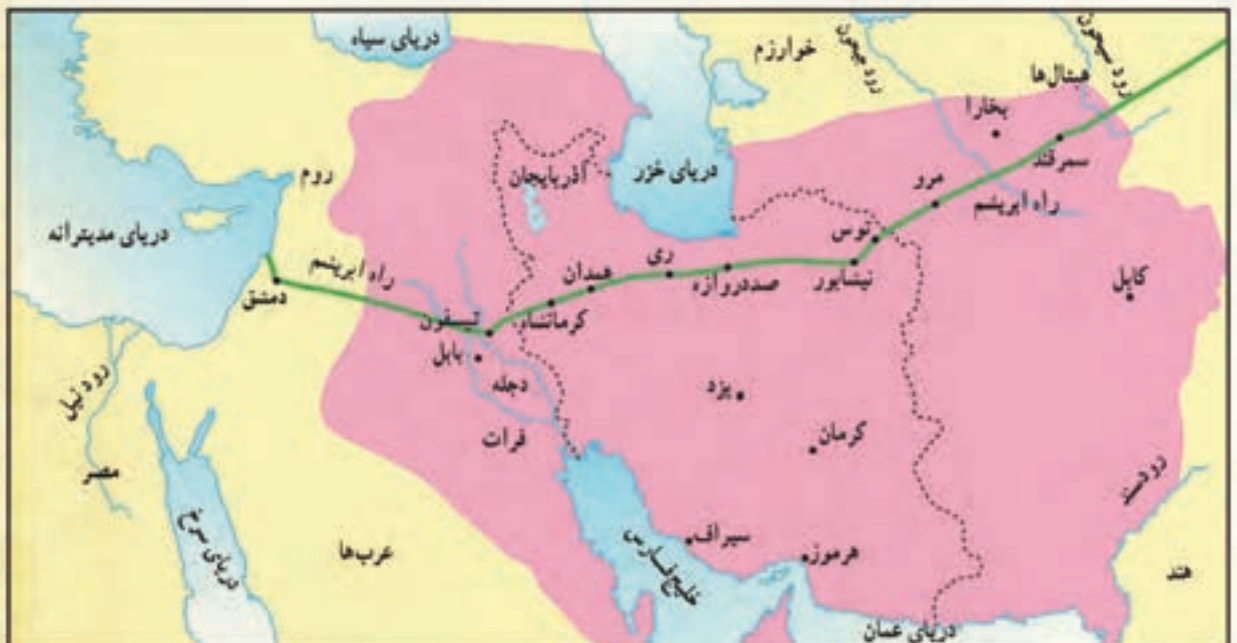 دریای سیاه
خوارزم
رود جیحون
رود سیحون
هپتال‌ها
بخارا
سمرقند
روم
آذربایجان
دریای خزر
مرو
راه ابریشم
دریای مدیترانه
توس
نیشابور
صددروازه
ری
همدان
کرمانشاه
کابل
راه ابریشم
دمشق
تیسفون
بابل
دجله
یزد
رود نیل
فرات
کرمان
مصر
رود سند
دریای سرخ
عرب‌ها
خلیج فارس
سیراف
هرموز
هند
دریای عمان